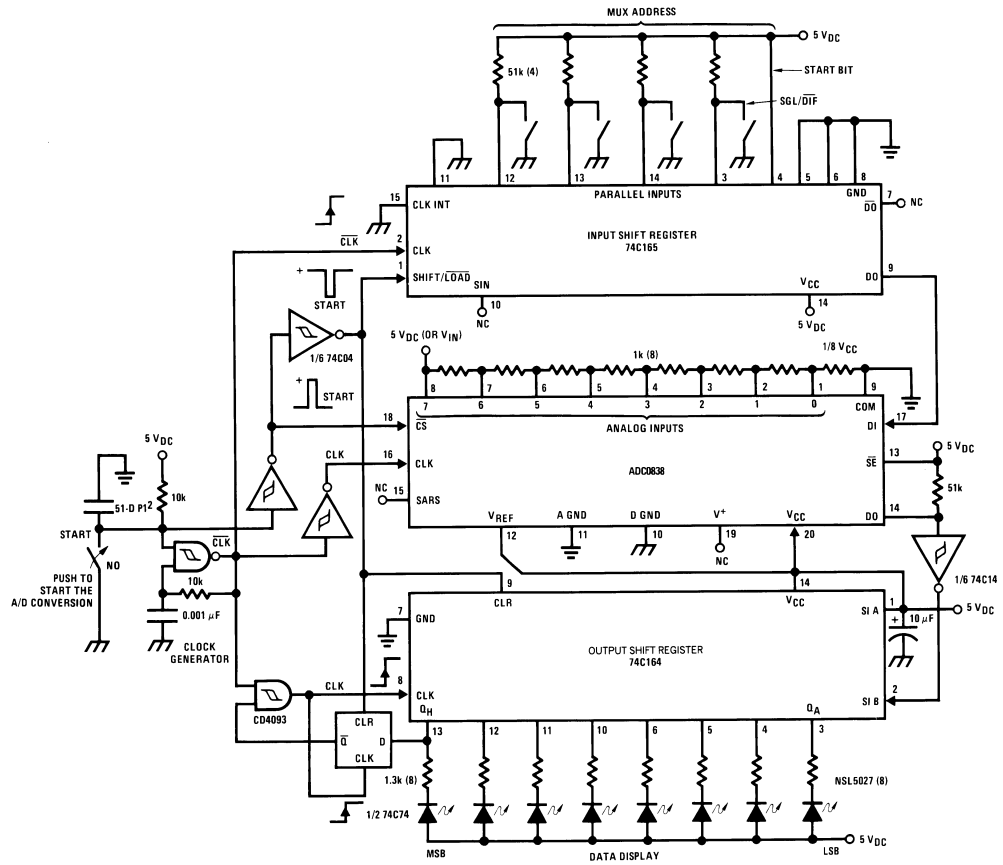 MUX ADDRESS
5 VDC
51k (4)
START BIT
SGL/D̅I̅F̅
11
12
13
14
3
4
5
6
8
PARALLEL INPUTS
GND
15
CLK INT
7
D̅O̅
NC
INPUT SHIFT REGISTER
74C165
C̅L̅K̅
2
CLK
1
SHIFT/L̅O̅A̅D̅
9
DO
SIN
VCC
10
NC
14
5 VDC
+
START
1/6 74C04
+
START
5 VDC (OR VIN)
1k (8)
1/8 VCC
8
7
6
5
4
3
2
1
9
7
6
5
4
3
2
1
0
COM
ANALOG INPUTS
18
C̅S̅
DI
17
CLK
16
CLK
ADC0838
13
S̅E̅
5 VDC
NC
15
SARS
51k
14
DO
VREF
A GND
D GND
V+
VCC
12
11
10
19
NC
20
1/6 74C14
5 VDC
10k
51-D P1²
START
NO
C̅L̅K̅
PUSH TO
START THE
A/D CONVERSION
10k
0.001 µF
CLOCK
GENERATOR
9
CLR
14
VCC
7
GND
SI A
1
5 VDC
+
10 µF
OUTPUT SHIFT REGISTER
74C164
8
CLK
CLK
SI B
2
CD4093
QH
QA
CLR
Q̅
D
CLK
13
12
11
10
6
5
4
3
1.3k (8)
NSL5027 (8)
1/2 74C74
MSB
DATA DISPLAY
LSB
5 VDC